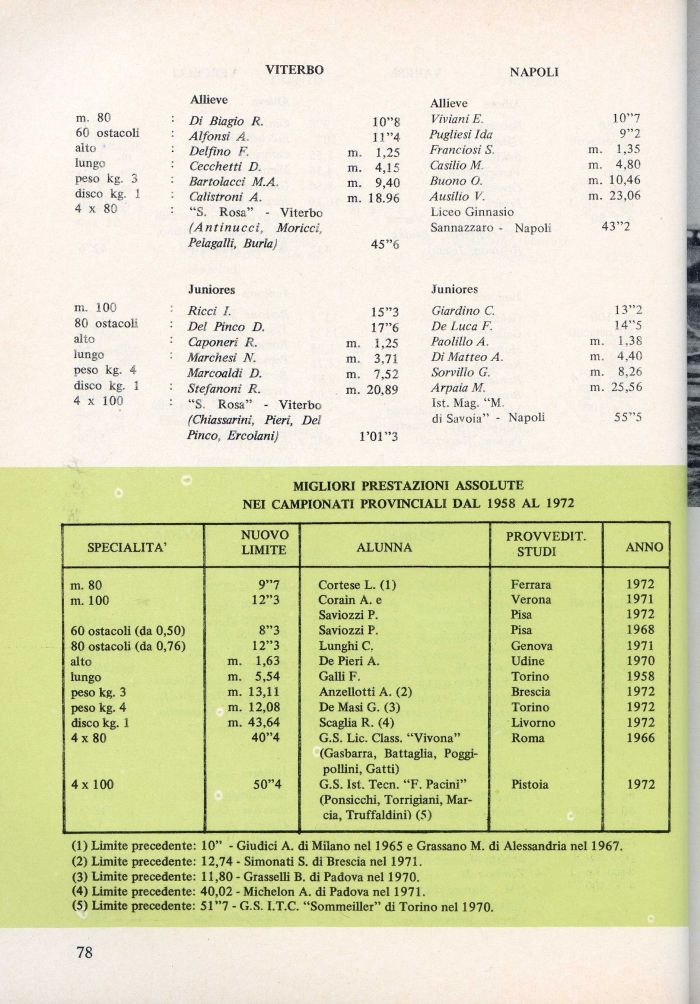 VITERBO NAPOLI
Allieve Allieve
m. 80 : Di Biagio R. 10"8 Viviani E. 10"7
60 ostacoli : Alfonsi A. 11"4 Pugliesi Ida 9"2
alto : Delfino F. m. 1,25 Franciosi S. m. 1,35
lungo : Cecchetti D. m. 4,15 Casilio M. m. 4,80
peso kg. 3 : Bartolacci M.A. m. 9,40 Buono O. m. 10,46
disco kg. 1 : Calistroni A. m. 18.96 Ausilio V. m. 23,06
4 x 80 : "S. Rosa" - Viterbo Liceo Ginnasio
(Antinucci, Moricci, Sannazzaro - Napoli 43"2
Pelagalli, Burla) 45"6
Juniores Juniores
m. 100 : Ricci I. 15"3 Giardino C. 13"2
80 ostacoli : Del Pinco D. 17"6 De Luca F. 14"5
alto : Caponeri R. m. 1,25 Paolillo A. m. 1,38
lungo : Marchesi N. m. 3,71 Di Matteo A. m. 4,40
peso kg. 4 : Marcoaldi D. m. 7,52 Sorvillo G. m. 8,26
disco kg. 1 : Stefanoni R. m. 20,89 Arpaia M. m. 25,56
4 x 100 : "S. Rosa" - Viterbo Ist. Mag. "M.
(Chiassarini, Pieri, Del di Savoia" - Napoli 55"5
Pinco, Ercolani) 1'01"3
MIGLIORI PRESTAZIONI ASSOLUTE
NEI CAMPIONATI PROVINCIALI DAL 1958 AL 1972
SPECIALITA' NUOVO LIMITE ALUNNA PROVVEDIT. STUDI ANNO
m. 80 9"7 Cortese L. (1) Ferrara 1972
m. 100 12"3 Corain A. e Verona 1971
Saviozzi P. Pisa 1972
60 ostacoli (da 0,50) 8"3 Saviozzi P. Pisa 1968
80 ostacoli (da 0,76) 12"3 Lunghi C. Genova 1971
alto m. 1,63 De Pieri A. Udine 1970
lungo m. 5,54 Galli F. Torino 1958
peso kg. 3 m. 13,11 Anzellotti A. (2) Brescia 1972
peso kg. 4 m. 12,08 De Masi G. (3) Torino 1972
disco kg. 1 m. 43,64 Scaglia R. (4) Livorno 1972
4 x 80 40"4 G.S. Lic. Class. "Vivona" Roma 1966
(Gasbarra, Battaglia, Poggi-
pollini, Gatti)
4 x 100 50"4 G.S. Ist. Tecn. "F. Pacini" Pistoia 1972
(Ponsicchi, Torrigiani, Mar-
cia, Truffaldini) (5)
(1) Limite precedente: 10" - Giudici A. di Milano nel 1965 e Grassano M. di Alessandria nel 1967.
(2) Limite precedente: 12,74 - Simonati S. di Brescia nel 1971.
(3) Limite precedente: 11,80 - Grasselli B. di Padova nel 1970.
(4) Limite precedente: 40,02 - Michelon A. di Padova nel 1971.
(5) Limite precedente: 51"7 - G.S. I.T.C. "Sommeiller" di Torino nel 1970.
78